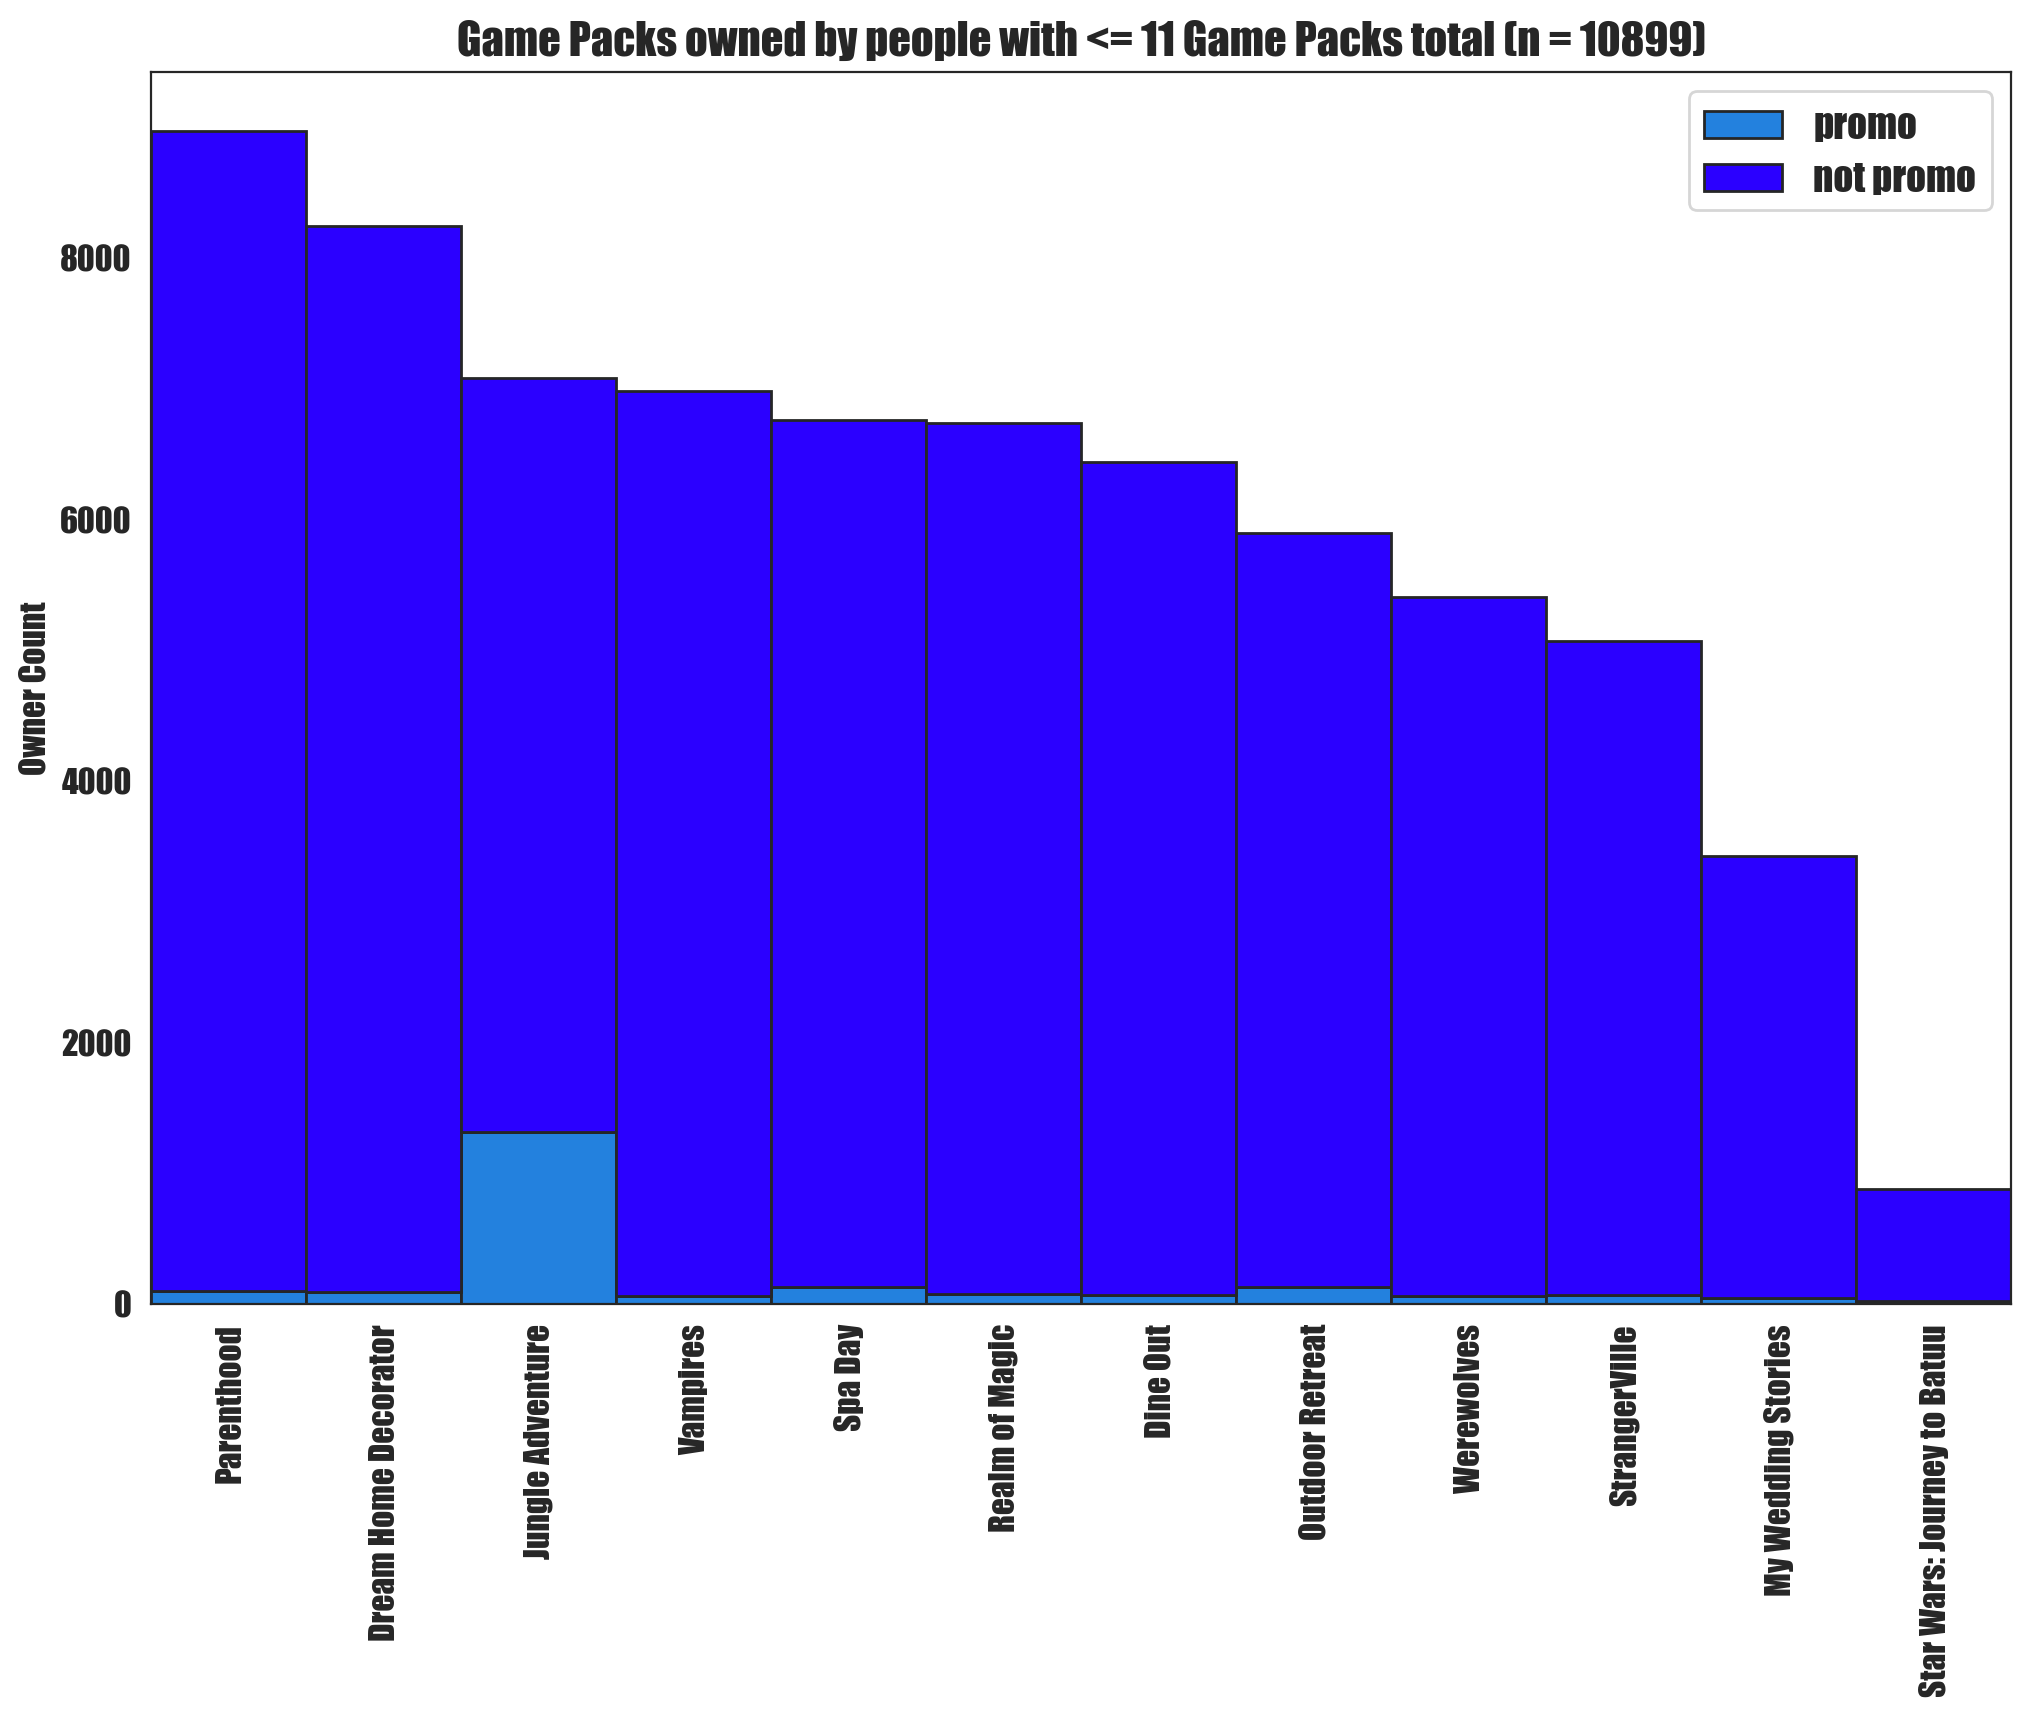 Game Packs owned by people with <= 11 Game Packs total (n = 10899)
promo
not promo
Owner Count
8000
6000
4000
2000
0
Parenthood
Dream Home Decorator
Jungle Adventure
Vampires
Spa Day
Realm of Magic
Dine Out
Outdoor Retreat
Werewolves
StrangerVille
My Wedding Stories
Star Wars: Journey to Batuu